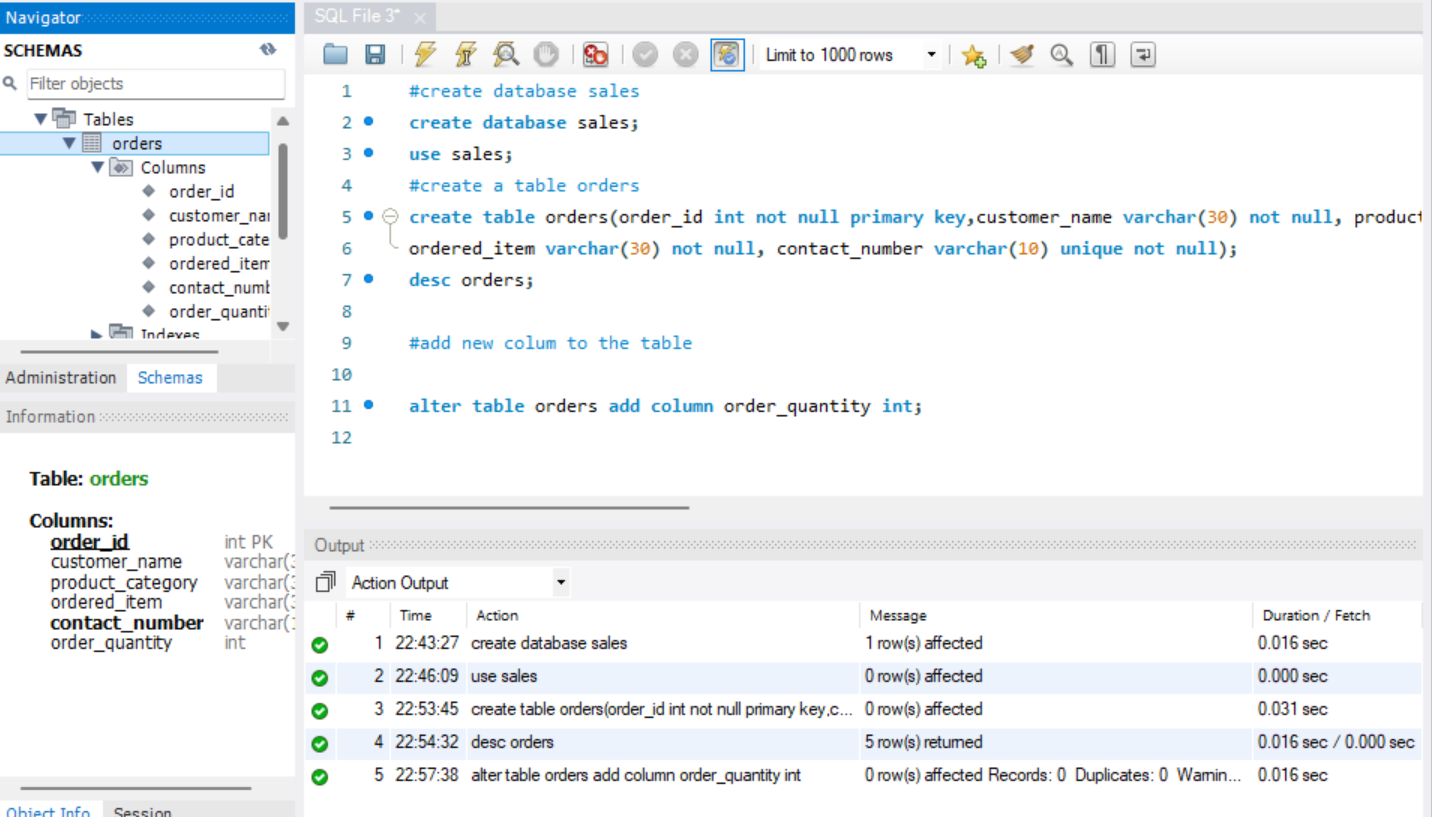 Navigator
SCHEMAS
Filter objects
Tables
orders
Columns
order_id
customer_nar
product_cate
ordered_item
contact_numb
order_quanti
Indexes
Administration Schemas
Information
Table: orders
Columns:
order_id int PK
customer_name varchar(3
product_category varchar(3
ordered_item varchar(3
contact_number varchar(1
order_quantity int
Object Info Session
SQL File 3*
Limit to 1000 rows
1 #create database sales
2 create database sales;
3 use sales;
4 #create a table orders
5 create table orders(order_id int not null primary key,customer_name varchar(30) not null, product
6 ordered_item varchar(30) not null, contact_number varchar(10) unique not null);
7 desc orders;
8
9 #add new colum to the table
10
11 alter table orders add column order_quantity int;
12
Output
Action Output
# Time Action Message Duration / Fetch
1 22:43:27 create database sales 1 row(s) affected 0.016 sec
2 22:46:09 use sales 0 row(s) affected 0.000 sec
3 22:53:45 create table orders(order_id int not null primary key,c... 0 row(s) affected 0.031 sec
4 22:54:32 desc orders 5 row(s) returned 0.016 sec / 0.000 sec
5 22:57:38 alter table orders add column order_quantity int 0 row(s) affected Records: 0 Duplicates: 0 Warnin... 0.016 sec